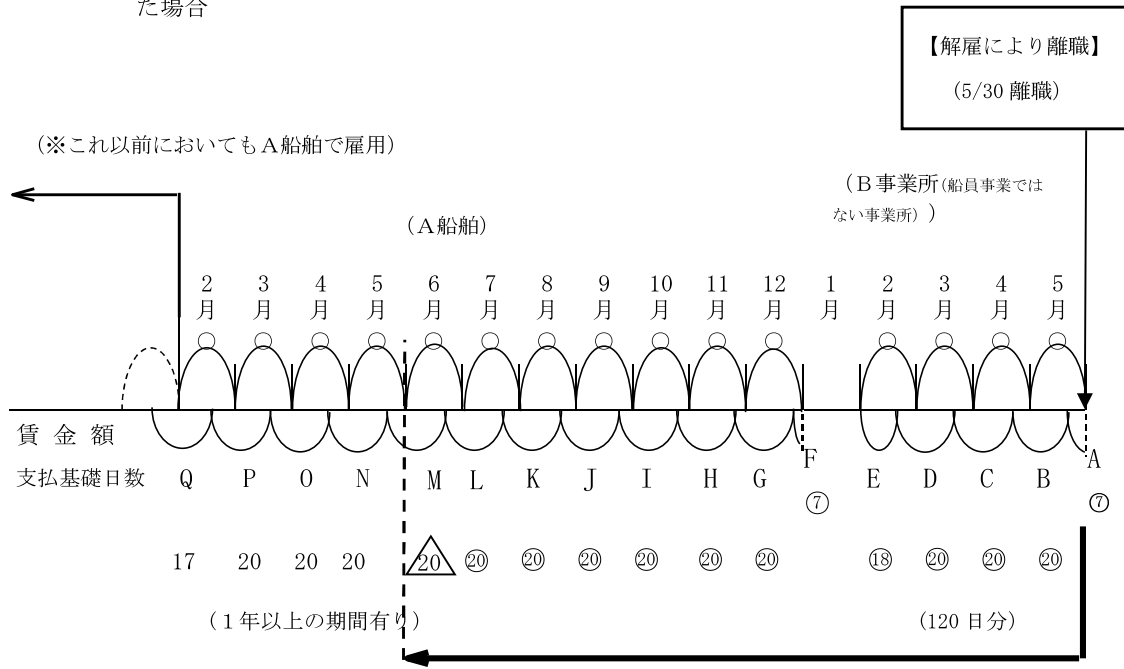 た場合
【解雇により離職】
(5/30 離職)
(※これ以前においてもA船舶で雇用)
(B事業所(船員事業では
ない事業所))
(A船舶)
2月 3月 4月 5月 6月 7月 8月 9月 10月 11月 12月 1月 2月 3月 4月 5月
賃金額
支払基礎日数 Q P O N M L K J I H G F E D C B A
⑦ ⑦
17 20 20 20 20 ⑳ ⑳ ⑳ ⑳ ⑳ ⑳ ⑱ ⑳ ⑳ ⑳
(1年以上の期間有り) (120日分)